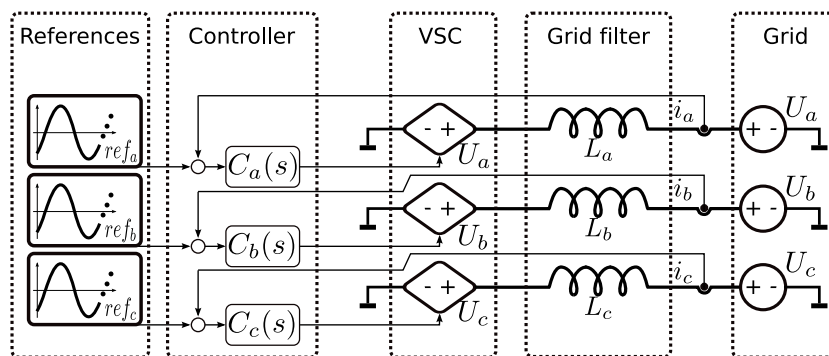 References Controller VSC Grid filter Grid
ref_a C_a(s) U_a L_a i_a U_a
- + + -
ref_b C_b(s) U_b L_b i_b U_b
- + + -
ref_c C_c(s) U_c L_c i_c U_c
- + + -